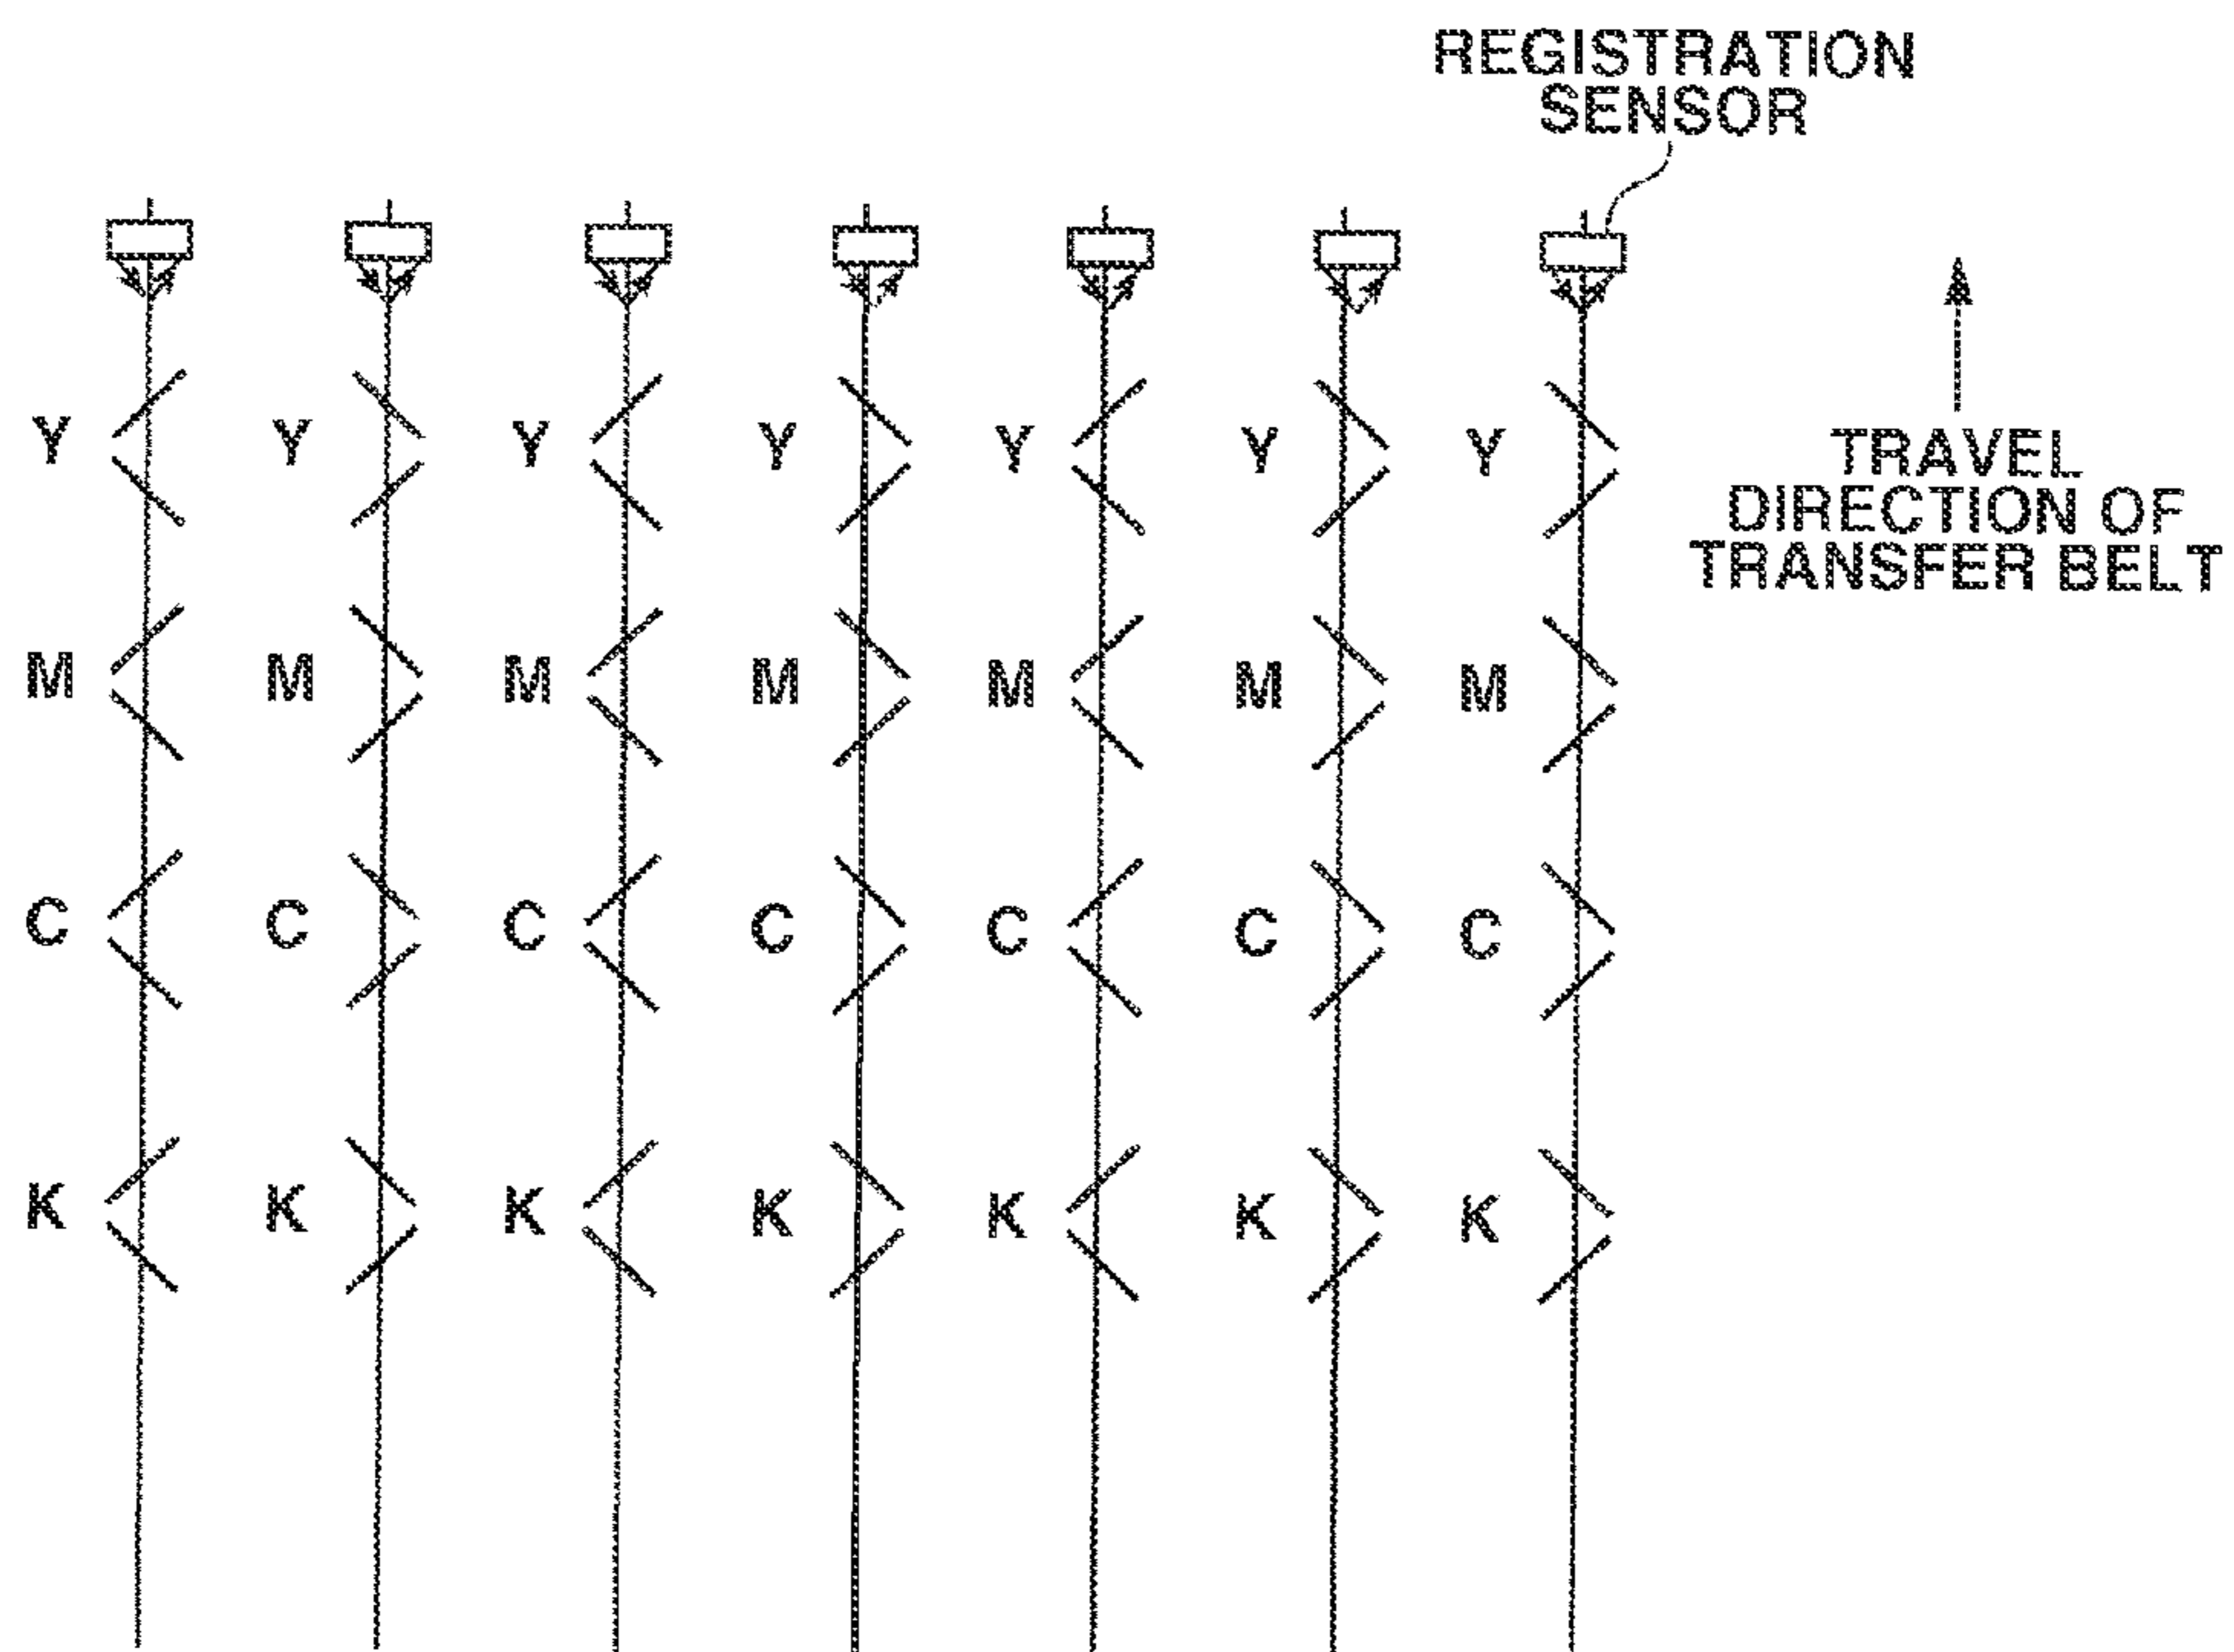 REGISTRATION
SENSOR
TRAVEL
DIRECTION OF
TRANSFER BELT
Y Y Y Y Y Y Y
M M M M M M M
C C C C C C C
K K K K K K K